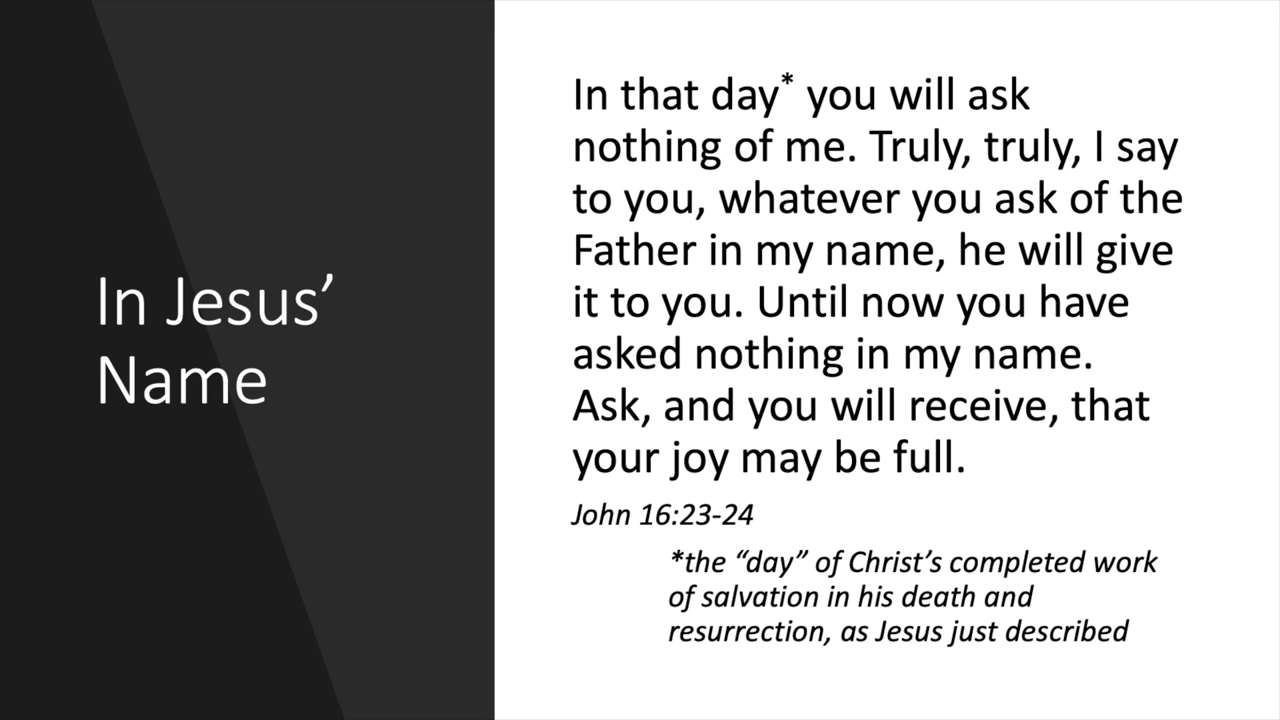 In Jesus’
Name
In that day* you will ask
nothing of me. Truly, truly, I say
to you, whatever you ask of the
Father in my name, he will give
it to you. Until now you have
asked nothing in my name.
Ask, and you will receive, that
your joy may be full.
John 16:23-24
*the “day” of Christ’s completed work
of salvation in his death and
resurrection, as Jesus just described